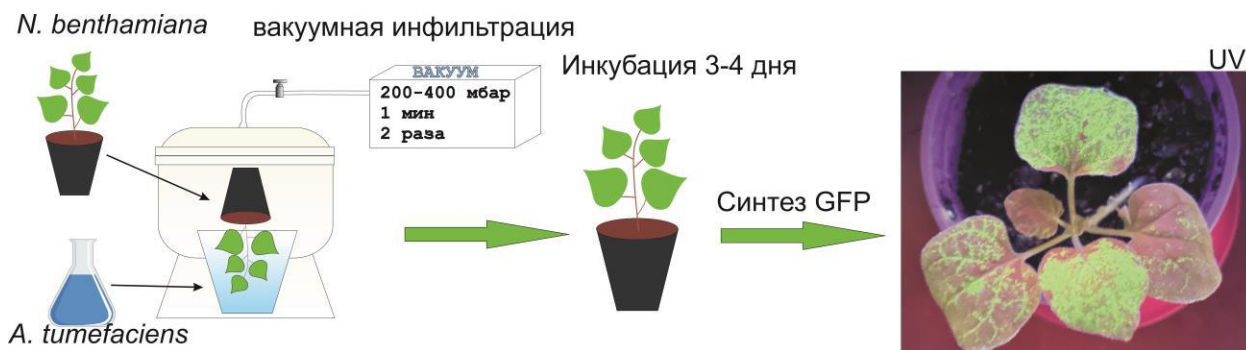 N. benthamiana
вакуумная инфильтрация
ВАКУУМ
200-400 мбар
1 мин
2 раза
Инкубация 3-4 дня
Синтез GFP
UV
A. tumefaciens